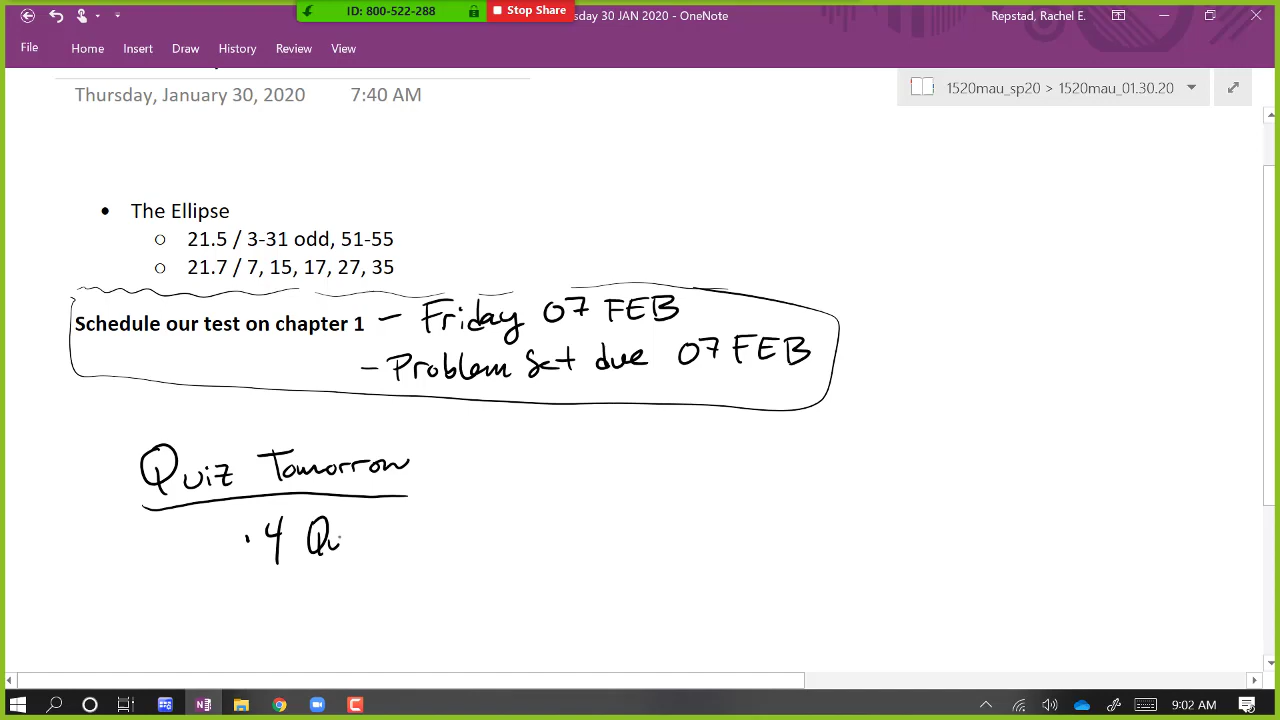 ID: 800-522-288
Stop Share
sday 30 JAN 2020 - OneNote
Repstad, Rachel E.
File
Home
Insert
Draw
History
Review
View
Thursday, January 30, 2020
7:40 AM
1520mau_sp20 > 1520mau_01.30.20
• The Ellipse
○ 21.5 / 3-31 odd, 51-55
○ 21.7 / 7, 15, 17, 27, 35
Schedule our test on chapter 1 - Friday 07 FEB
- Problem Set due 07 FEB
Quiz Tomorrow
· 4 Qu
9:02 AM